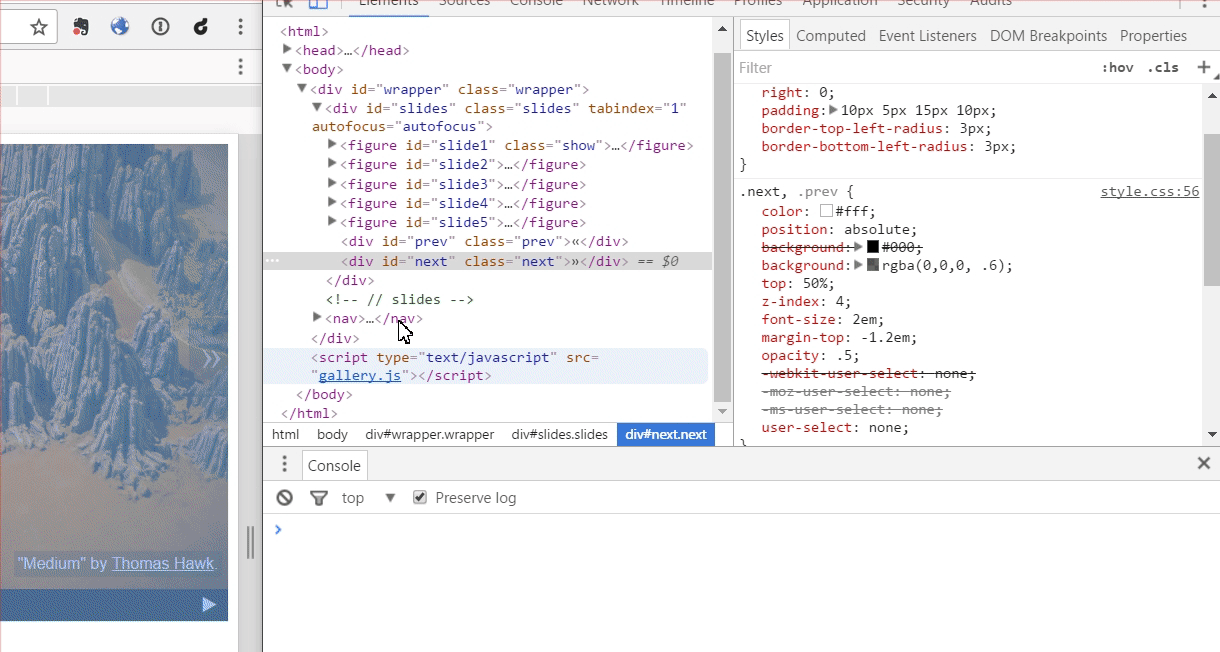 Elements Sources Console Network Timeline Profiles Application Security Audits
<html>
<head>…</head>
<body>
<div id="wrapper" class="wrapper">
<div id="slides" class="slides" tabindex="1"
autofocus="autofocus">
<figure id="slide1" class="show">…</figure>
<figure id="slide2">…</figure>
<figure id="slide3">…</figure>
<figure id="slide4">…</figure>
<figure id="slide5">…</figure>
<div id="prev" class="prev">«</div>
<div id="next" class="next">»</div> == $0
</div>
<!-- // slides -->
<nav>…</nav>
</div>
<script type="text/javascript" src=
"gallery.js"></script>
</body>
</html>
html body div#wrapper.wrapper div#slides.slides div#next.next
Styles Computed Event Listeners DOM Breakpoints Properties
Filter :hov .cls +
right: 0;
padding: 10px 5px 15px 10px;
border-top-left-radius: 3px;
border-bottom-left-radius: 3px;
}
.next, .prev { style.css:56
color: #fff;
position: absolute;
background: #000;
background: rgba(0,0,0, .6);
top: 50%;
z-index: 4;
font-size: 2em;
margin-top: -1.2em;
opacity: .5;
-webkit-user-select: none;
-moz-user-select: none;
-ms-user-select: none;
user-select: none;
}
»
"Medium" by Thomas Hawk.
Console
top Preserve log